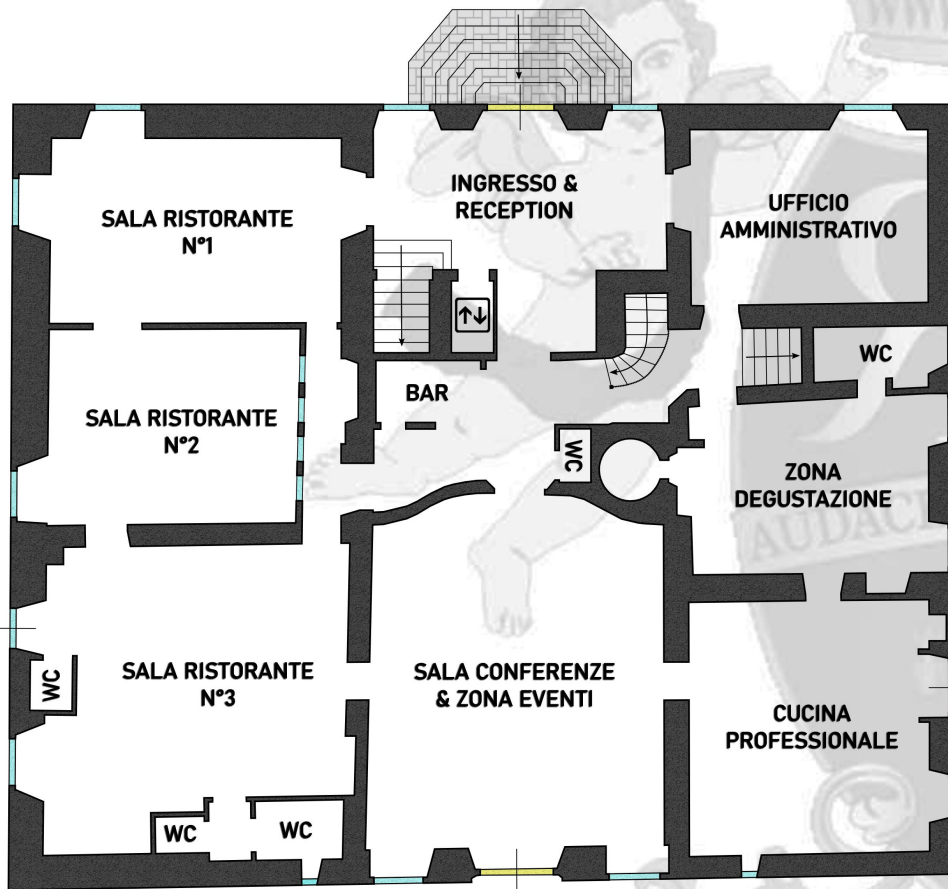 INGRESSO &
RECEPTION
UFFICIO
AMMINISTRATIVO
SALA RISTORANTE
N°1
WC
BAR
SALA RISTORANTE
N°2
WC
ZONA
DEGUSTAZIONE
SALA RISTORANTE
N°3
WC
SALA CONFERENZE
& ZONA EVENTI
CUCINA
PROFESSIONALE
WC
WC